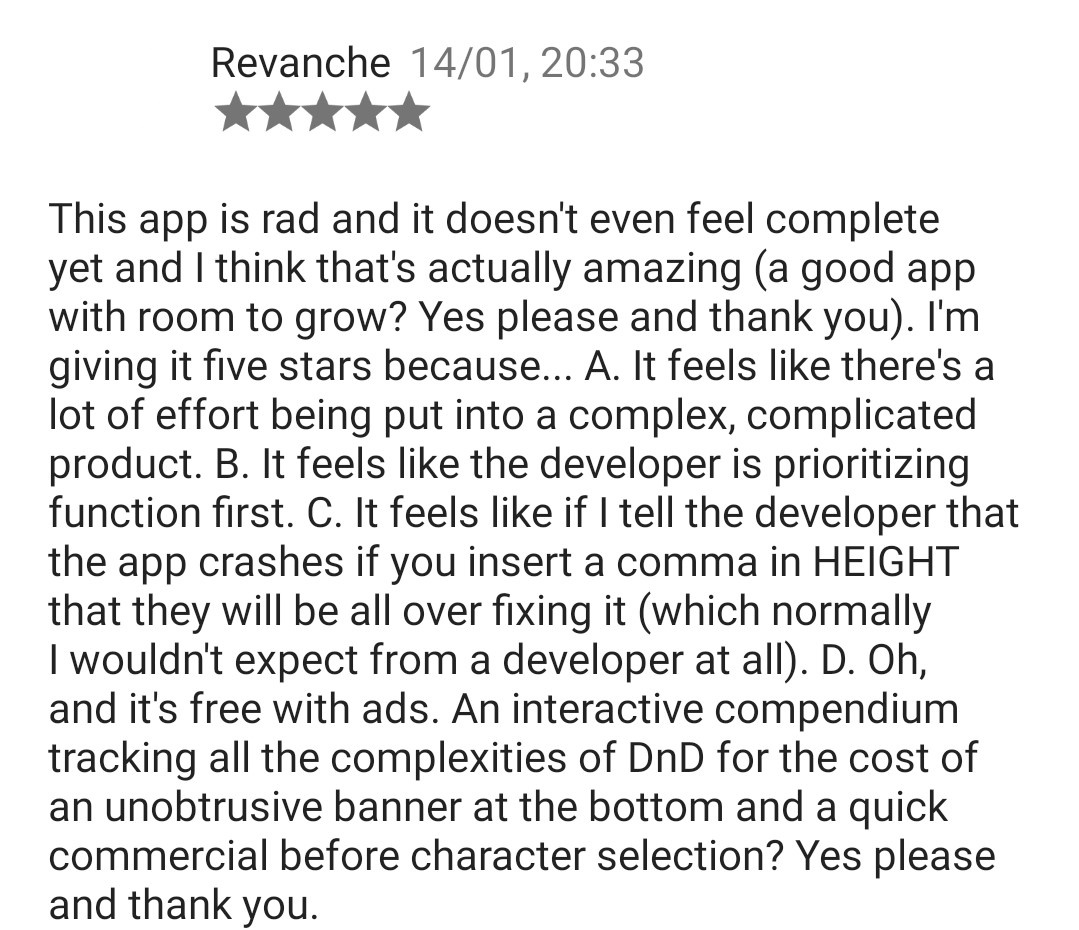 Revanche 14/01, 20:33
This app is rad and it doesn't even feel complete
yet and I think that's actually amazing (a good app
with room to grow? Yes please and thank you). I'm
giving it five stars because... A. It feels like there's a
lot of effort being put into a complex, complicated
product. B. It feels like the developer is prioritizing
function first. C. It feels like if I tell the developer that
the app crashes if you insert a comma in HEIGHT
that they will be all over fixing it (which normally
I wouldn't expect from a developer at all). D. Oh,
and it's free with ads. An interactive compendium
tracking all the complexities of DnD for the cost of
an unobtrusive banner at the bottom and a quick
commercial before character selection? Yes please
and thank you.